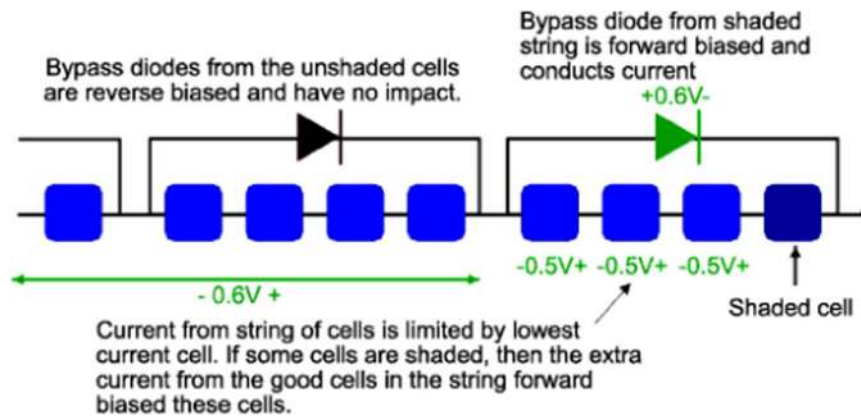 Bypass diodes from the unshaded cells
are reverse biased and have no impact.
Bypass diode from shaded
string is forward biased and
conducts current
+0.6V-
-0.5V+ -0.5V+ -0.5V+
- 0.6V +
Shaded cell
Current from string of cells is limited by lowest
current cell. If some cells are shaded, then the extra
current from the good cells in the string forward
biased these cells.